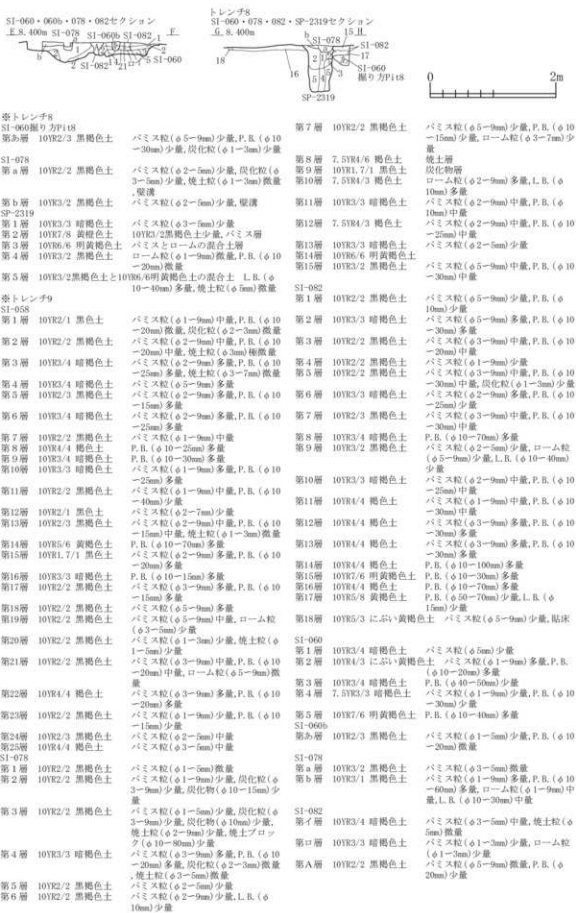 SI-060・060b・078・082セクション
E 8.400m SI-078 SI-060b SI-082 F
SI-082
SI-060
トレンチ8
SI-060・078・082・SP-2319セクション
G 8.400m
SI-078
15 H
SI-082
17
SI-060
掘り方Pit8
18
16
SP-2319
0 2m
※トレンチ8
SI-060掘り方Pit8
第あ層 10YR2/3 黒褐色土 パミス粒(φ5~9mm)少量,P.B.(φ10
~30mm)少量,炭化粒(φ1~3mm)少量
SI-078
第a層 10YR2/2 黒褐色土 パミス粒(φ2~5mm)少量,炭化粒(φ
3~5mm)少量,焼土粒(φ1~3mm)微量
,壁溝
第b層 10YR3/2 黒褐色土 パミス粒(φ2~5mm)少量,壁溝
SP-2319
第1層 10YR3/3 暗褐色土 パミス粒(φ3~5mm)少量
第2層 10YR7/8 黄橙色土 10YR3/2黒褐色土少量,パミス層
第3層 10YR6/6 明黄褐色土 パミスとロームの混合土層
第4層 10YR3/2 黒褐色土 ローム粒(φ1~9mm)微量,P.B.(φ10
~20mm)微量
第5層 10YR3/2黒褐色土と10YR6/6明黄褐色土の混合土 L.B.(φ
10~40mm)多量,焼土粒(φ5mm)微量
※トレンチ9
SI-058
第1層 10YR2/1 黒色土 パミス粒(φ1~9mm)中量,P.B.(φ10
~20mm)微量,炭化粒(φ2~3mm)微量
第2層 10YR2/2 黒褐色土 パミス粒(φ2~9mm)中量,P.B.(φ10
~20mm)中量,焼土粒(φ3mm)極微量
第3層 10YR3/4 暗褐色土 パミス粒(φ2~9mm)多量,P.B.(φ10
~25mm)多量,焼土粒(φ3~7mm)微量
第4層 10YR3/4 暗褐色土 パミス粒(φ5~9mm)多量
第5層 10YR2/3 黒褐色土 パミス粒(φ2~9mm)多量,P.B.(φ10
~15mm)多量
第6層 10YR3/4 暗褐色土 パミス粒(φ2~9mm)多量,P.B.(φ10
~25mm)多量
第7層 10YR2/2 黒褐色土 パミス粒(φ1~9mm)中量
第8層 10YR4/4 褐色土 P.B.(φ10~25mm)多量
第9層 10YR3/4 暗褐色土 P.B.(φ10~30mm)多量
第10層 10YR3/3 暗褐色土 パミス粒(φ1~9mm)多量,P.B.(φ10
~25mm)多量
第11層 10YR2/2 黒褐色土 パミス粒(φ1~9mm)中量,P.B.(φ10
~40mm)少量
第12層 10YR2/1 黒色土 パミス粒(φ2~7mm)少量
第13層 10YR2/3 黒褐色土 パミス粒(φ2~9mm)中量,P.B.(φ10
~15mm)中量,焼土粒(φ1~3mm)微量
第14層 10YR5/6 黄褐色土 P.B.(φ10~70mm)多量
第15層 10YR1.7/1 黒色土 パミス粒(φ2~9mm)多量,P.B.(φ10
~20mm)多量
第16層 10YR3/3 暗褐色土 P.B.(φ10~15mm)多量
第17層 10YR2/2 黒褐色土 パミス粒(φ3~9mm)多量,P.B.(φ10
~15mm)多量
第18層 10YR2/2 黒褐色土 パミス粒(φ5~9mm)多量
第19層 10YR2/2 黒褐色土 パミス粒(φ5~9mm)中量,ローム粒
(φ3~5mm)少量
第20層 10YR2/2 黒褐色土 パミス粒(φ1~3mm)少量,焼土粒(φ
1~5mm)少量
第21層 10YR2/2 黒褐色土 パミス粒(φ3~9mm)中量,P.B.(φ10
~20mm)中量,ローム粒(φ5~9mm)微
量
第22層 10YR4/4 褐色土 パミス粒(φ3~9mm)多量,P.B.(φ10
~20mm)多量
第23層 10YR2/2 黒褐色土 パミス粒(φ1~9mm)少量,P.B.(φ10
~15mm)少量
第24層 10YR2/3 黒褐色土 パミス粒(φ2~5mm)中量
第25層 10YR4/4 褐色土 パミス粒(φ3~5mm)中量
SI-078
第1層 10YR2/2 黒褐色土 パミス粒(φ1~5mm)微量
第2層 10YR2/2 黒褐色土 パミス粒(φ1~9mm)少量,炭化粒(φ
3~9mm)少量,炭化物(φ10~15mm)少
量
第3層 10YR2/2 黒褐色土 パミス粒(φ1~5mm)少量,炭化粒(φ
3~9mm)少量,炭化物(φ10mm)少量,
焼土粒(φ2~9mm)少量,焼土ブロッ
ク(φ10~80mm)少量
第4層 10YR3/3 暗褐色土 パミス粒(φ3~9mm)多量,P.B.(φ10
~20mm)多量,炭化粒(φ2~3mm)微量
,焼土粒(φ3~5mm)微量
第5層 10YR2/2 黒褐色土 パミス粒(φ2~5mm)少量
第6層 10YR2/2 黒褐色土 パミス粒(φ2~9mm)少量,L.B.(φ
10mm)少量
第7層 10YR2/2 黒褐色土 パミス粒(φ5~9mm)少量,P.B.(φ10
~15mm)少量,ローム粒(φ3~7mm)少
量
第8層 7.5YR4/6 褐色土 焼土層
第9層 10YR1.7/1 黒色土 炭化物層
第10層 7.5YR4/3 褐色土 ローム粒(φ2~9mm)多量,L.B.(φ
10mm)多量
第11層 10YR3/3 暗褐色土 パミス粒(φ2~9mm)中量,P.B.(φ
10mm)中量
第12層 7.5YR4/3 褐色土 パミス粒(φ2~9mm)中量,P.B.(φ10
~25mm)中量
第13層 10YR3/3 暗褐色土 パミス粒(φ2~5mm)少量
第14層 10YR6/6 明黄褐色土
第15層 10YR3/2 黒褐色土 パミス粒(φ5~9mm)中量,P.B.(φ10
~30mm)中量
SI-082
第1層 10YR2/2 黒褐色土 パミス粒(φ5~9mm)少量,P.B.(φ
10mm)少量
第2層 10YR3/3 暗褐色土 パミス粒(φ5~9mm)多量,P.B.(φ10
~30mm)多量
第3層 10YR2/2 黒褐色土 パミス粒(φ3~9mm)中量,P.B.(φ10
~20mm)中量
第4層 10YR2/2 黒褐色土 パミス粒(φ1~9mm)少量
第5層 10YR2/2 黒褐色土 パミス粒(φ3~9mm)中量,P.B.(φ10
~30mm)中量,炭化粒(φ1~3mm)少量
第6層 10YR3/3 暗褐色土 パミス粒(φ2~9mm)少量,P.B.(φ10
~25mm)少量
第7層 10YR2/3 黒褐色土 パミス粒(φ3~9mm)中量,P.B.(φ10
~30mm)中量
第8層 10YR3/4 暗褐色土 P.B.(φ10~70mm)多量
第9層 10YR3/2 黒褐色土 パミス粒(φ2~5mm)少量,ローム粒
(φ5~9mm)少量,L.B.(φ10~40mm)
少量
第10層 10YR3/3 暗褐色土 パミス粒(φ2~9mm)中量,P.B.(φ10
~25mm)中量
第11層 10YR4/4 褐色土 パミス粒(φ1~9mm)中量,P.B.(φ10
~30mm)中量
第12層 10YR4/4 褐色土 パミス粒(φ3~9mm)多量,P.B.(φ10
~30mm)多量
第13層 10YR4/4 褐色土 パミス粒(φ3~9mm)多量,P.B.(φ10
~30mm)多量
第14層 10YR4/4 褐色土 P.B.(φ10~100mm)多量
第15層 10YR7/6 明黄褐色土 P.B.(φ10~30mm)多量
第16層 10YR4/4 褐色土 P.B.(φ10~70mm)多量
第17層 10YR5/8 黄褐色土 P.B.(φ50~70mm)少量,L.B.(φ
15mm)少量
第18層 10YR5/3 にぶい黄褐色土 パミス粒(φ5~9mm)少量,貼床
SI-060
第1層 10YR3/4 暗褐色土 パミス粒(φ5mm)少量
第2層 10YR4/3 にぶい黄褐色土 パミス粒(φ1~9mm)多量,P.B.
(φ10~20mm)多量
第3層 10YR3/4 暗褐色土 P.B.(φ40~50mm)少量
第4層 7.5YR3/3 暗褐色土 パミス粒(φ1~9mm)少量,P.B.(φ10
~30mm)少量
第5層 10YR7/6 明黄褐色土 P.B.(φ10~40mm)多量
SI-060b
第あ層 10YR2/3 黒褐色土 パミス粒(φ1~5mm)少量,P.B.(φ10
~20mm)微量
SI-078
第a層 10YR3/2 黒褐色土 パミス粒(φ3~5mm)微量
第b層 10YR3/1 黒褐色土 パミス粒(φ1~9mm)多量,P.B.(φ10
~60mm)多量,ローム粒(φ1~9mm)中
量,L.B.(φ10~30mm)中量
SI-082
第イ層 10YR3/4 暗褐色土 パミス粒(φ3~5mm)中量,焼土粒(φ
5mm)微量
第ロ層 10YR3/3 暗褐色土 パミス粒(φ1~3mm)少量,ローム粒
(φ1~3mm)少量
第A層 10YR2/2 黒褐色土 パミス粒(φ5~9mm)微量,P.B.(φ
20mm)少量